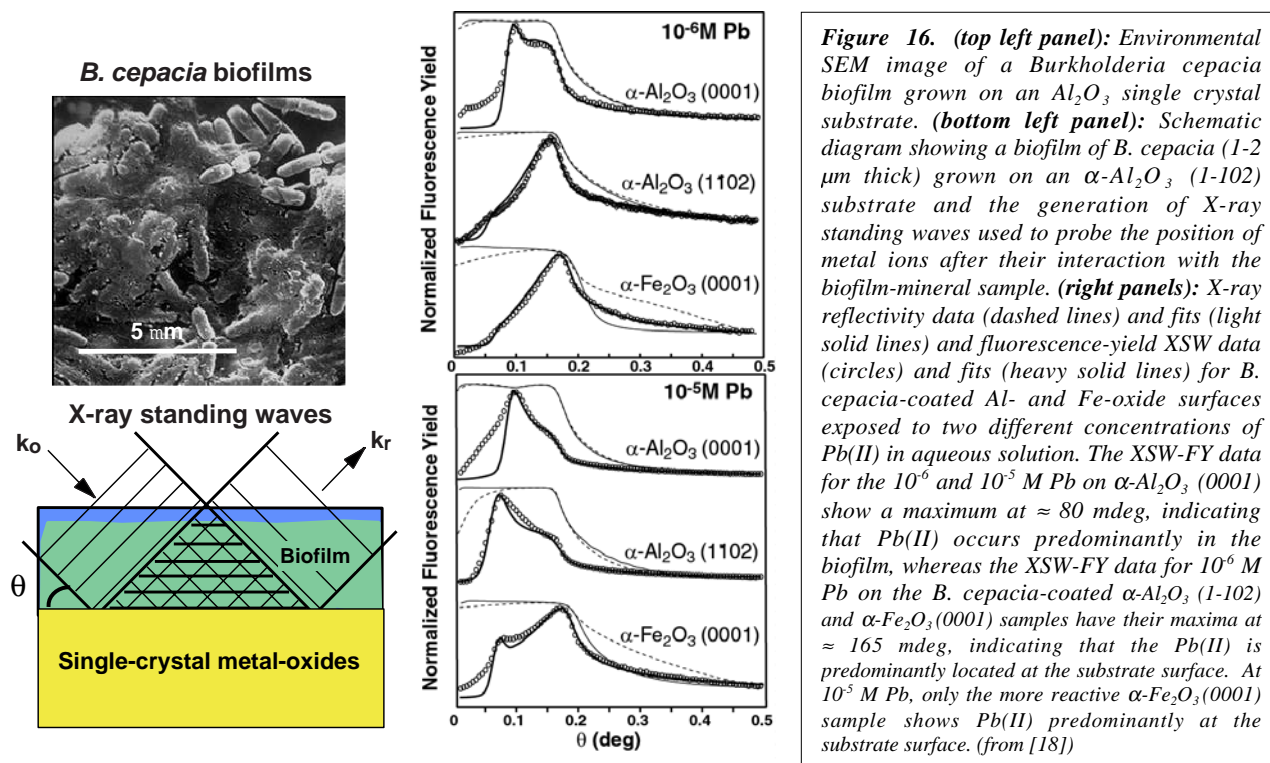 B. cepacia biofilms
5 mm
X-ray standing waves
ko
kr
θ
Biofilm
Single-crystal metal-oxides
Normalized Fluorescence Yield
10-6M Pb
α-Al2O3 (0001)
α-Al2O3 (1102)
α-Fe2O3 (0001)
0 0.1 0.2 0.3 0.4 0.5
Normalized Fluorescence Yield
10-5M Pb
α-Al2O3 (0001)
α-Al2O3 (1102)
α-Fe2O3 (0001)
0 0.1 0.2 0.3 0.4 0.5
θ (deg)
Figure 16. (top left panel): Environmental
SEM image of a Burkholderia cepacia
biofilm grown on an Al2O3 single crystal
substrate. (bottom left panel): Schematic
diagram showing a biofilm of B. cepacia (1-2
μm thick) grown on an α-Al2O3 (1-102)
substrate and the generation of X-ray
standing waves used to probe the position of
metal ions after their interaction with the
biofilm-mineral sample. (right panels): X-ray
reflectivity data (dashed lines) and fits (light
solid lines) and fluorescence-yield XSW data
(circles) and fits (heavy solid lines) for B.
cepacia-coated Al- and Fe-oxide surfaces
exposed to two different concentrations of
Pb(II) in aqueous solution. The XSW-FY data
for the 10-6 and 10-5 M Pb on α-Al2O3 (0001)
show a maximum at ≈ 80 mdeg, indicating
that Pb(II) occurs predominantly in the
biofilm, whereas the XSW-FY data for 10-6 M
Pb on the B. cepacia-coated α-Al2O3 (1-102)
and α-Fe2O3 (0001) samples have their maxima at
≈ 165 mdeg, indicating that the Pb(II) is
predominantly located at the substrate surface. At
10-5 M Pb, only the more reactive α-Fe2O3 (0001)
sample shows Pb(II) predominantly at the
substrate surface. (from [18])